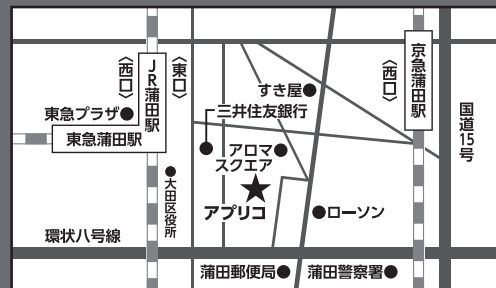 JR蒲田駅
〈西口〉
〈東口〉
京急蒲田駅
〈西口〉
すき屋
三井住友銀行
東急プラザ
東急蒲田駅
国道15号
アロマ
スクエア
大田区役所
アプリコ
ローソン
環状八号線
蒲田郵便局
蒲田警察署